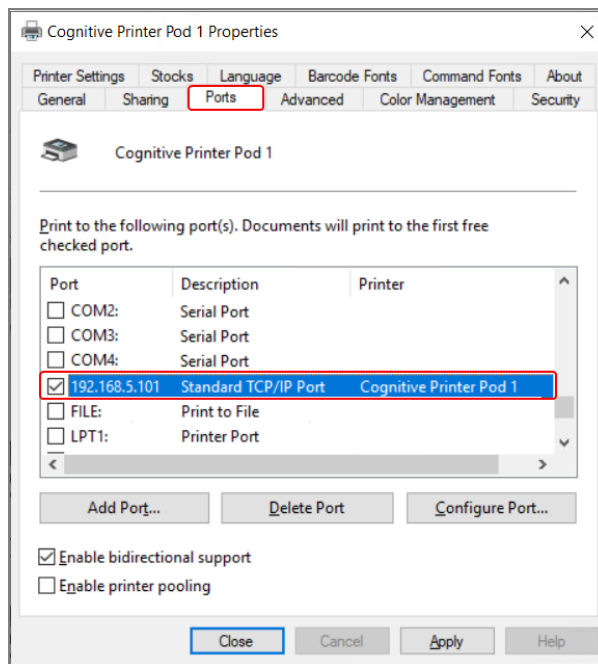 Cognitive Printer Pod 1 Properties
Printer Settings Stocks Language Barcode Fonts Command Fonts About
General Sharing Ports Advanced Color Management Security
Cognitive Printer Pod 1
Print to the following port(s). Documents will print to the first free
checked port.
Port Description Printer
COM2: Serial Port
COM3: Serial Port
COM4: Serial Port
192.168.5.101 Standard TCP/IP Port Cognitive Printer Pod 1
FILE: Print to File
LPT1: Printer Port
Add Port... Delete Port Configure Port...
Enable bidirectional support
Enable printer pooling
Close Cancel Apply Help